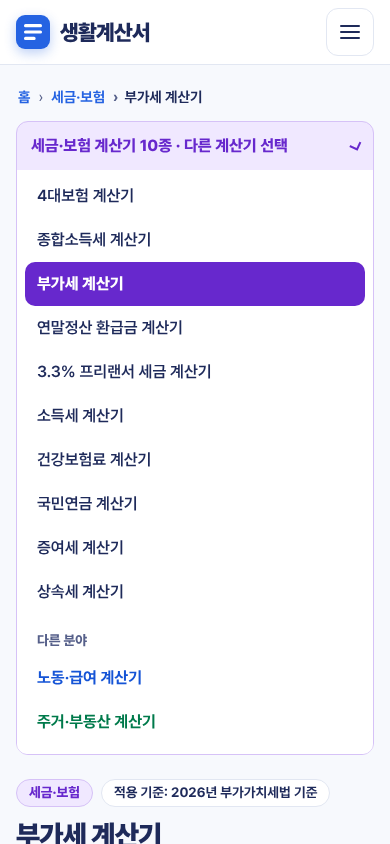 생활계산서
홈 › 세금·보험 › 부가세 계산기
세금·보험 계산기 10종 · 다른 계산기 선택
4대보험 계산기
종합소득세 계산기
부가세 계산기
연말정산 환급금 계산기
3.3% 프리랜서 세금 계산기
소득세 계산기
건강보험료 계산기
국민연금 계산기
증여세 계산기
상속세 계산기
다른 분야
노동·급여 계산기
주거·부동산 계산기
세금·보험 적용 기준: 2026년 부가가치세법 기준
부가세 계산기